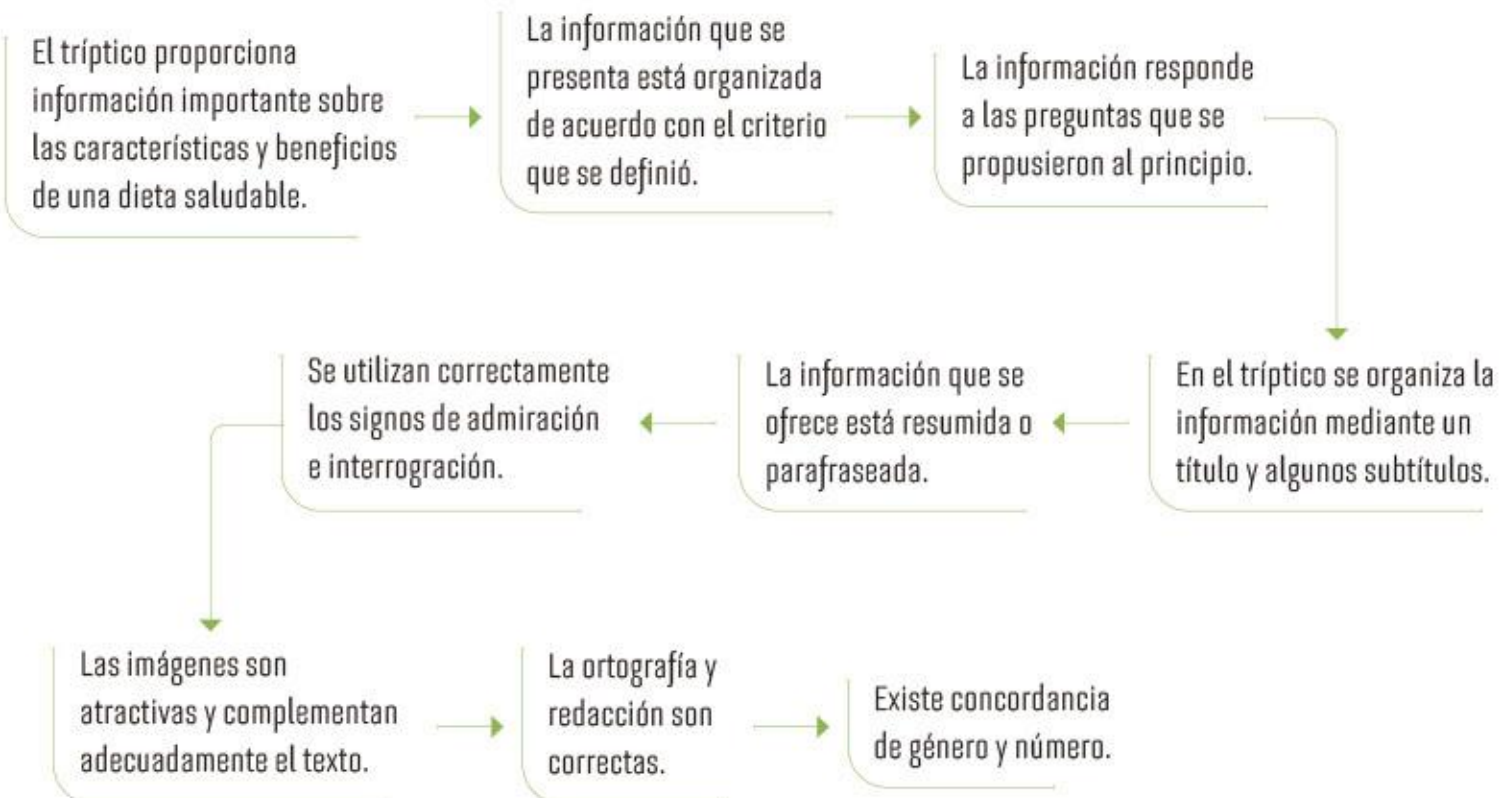 El tríptico proporciona
información importante sobre
las características y beneficios
de una dieta saludable.
La información que se
presenta está organizada
de acuerdo con el criterio
que se definió.
La información responde
a las preguntas que se
propusieron al principio.
En el tríptico se organiza la
información mediante un
título y algunos subtítulos.
La información que se
ofrece está resumida o
parafraseada.
Se utilizan correctamente
los signos de admiración
e interrogración.
Las imágenes son
atractivas y complementan
adecuadamente el texto.
La ortografía y
redacción son
correctas.
Existe concordancia
de género y número.